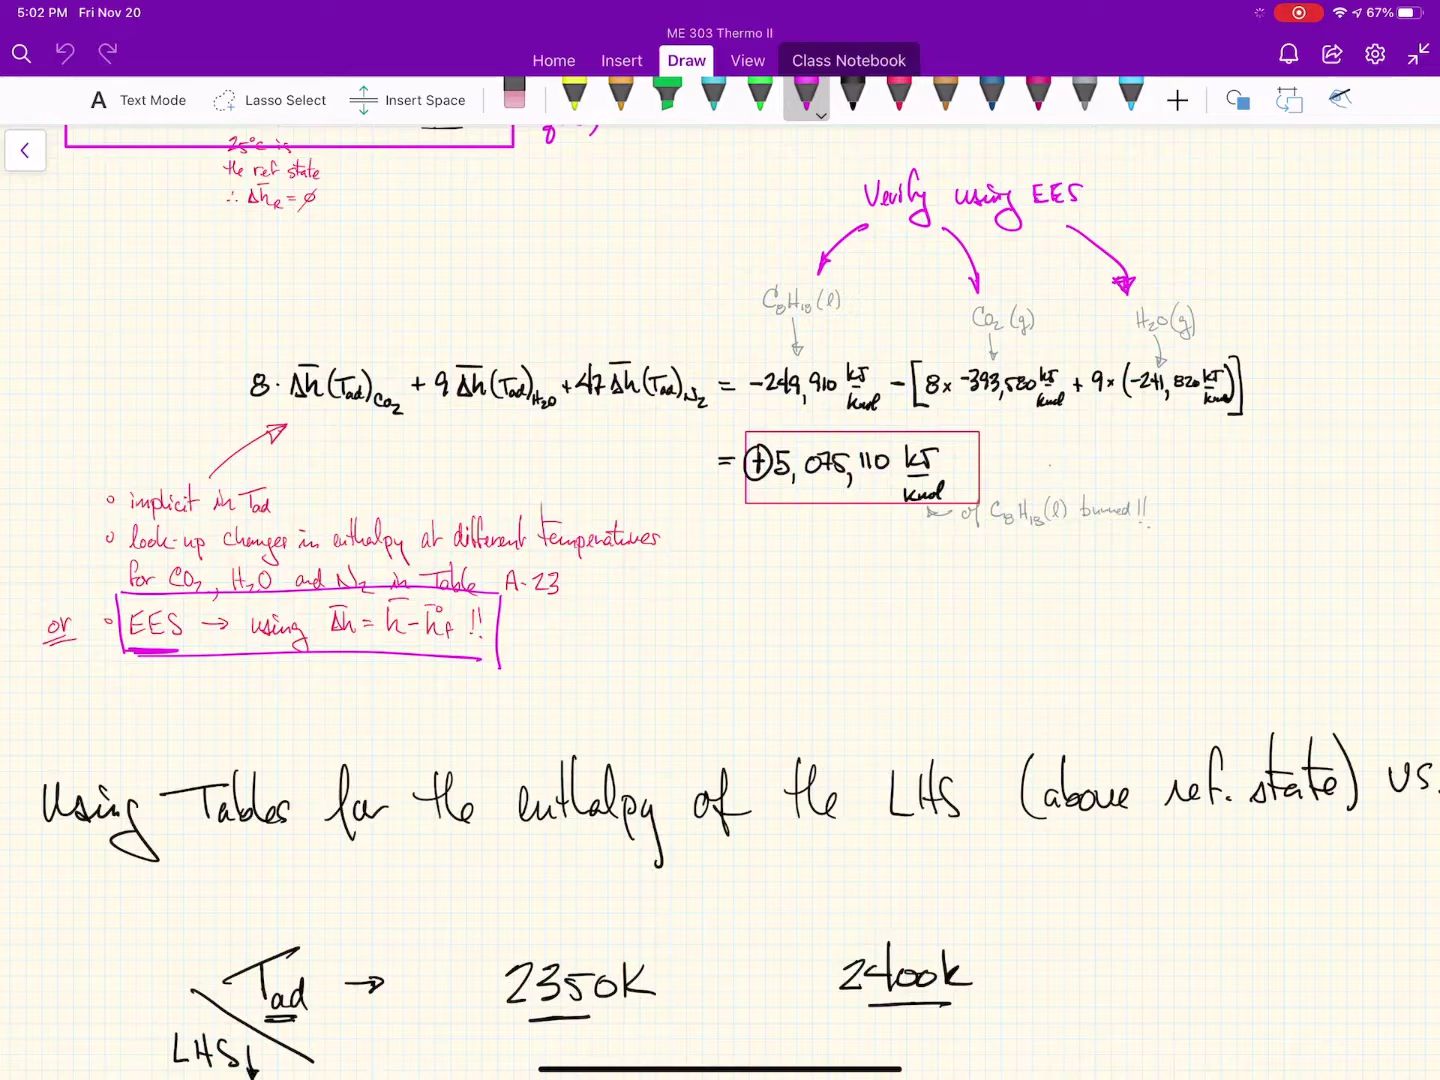 5:02 PM Fri Nov 20
67%
ME 303 Thermo II
Home Insert Draw View Class Notebook
A Text Mode Lasso Select Insert Space
25°C is
the ref state
∴ Δh̄R = ∅
Verify using EES
C8H18(l) CO2(g) H2O(g)
8 · Δh̄(Tad)CO2 + 9 Δh̄(Tad)H2O + 47 Δh̄(Tad)N2 = -249,910 kJ/kmol - [8 × -393,580 kJ/kmol + 9 × (-241,820 kJ/kmol)]
= +5,075,110 kJ/kmol
of C8H18(l) burned!!
○ implicit in Tad
○ look-up changes in enthalpy at different temperatures
for CO2, H2O and N2 in Table A-23
or ○ EES → using Δh̄ = h̄ - h̄°f !!
Using Tables for the enthalpy of the LHS (above ref. state) vs.
Tad → 2350K 2400K
LHS↓